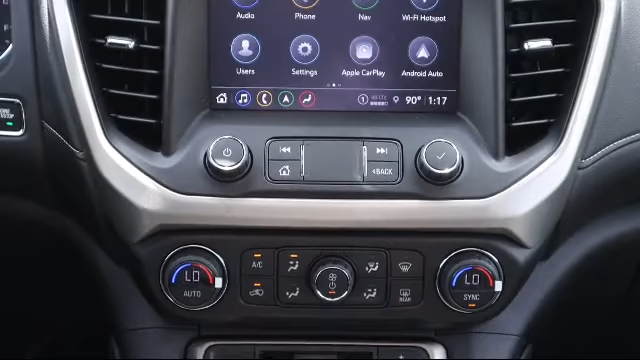 Audio Phone Nav Wi-Fi Hotspot
Users Settings Apple CarPlay Android Auto
90° 1:17
STOP
<BACK
LO
AUTO
A/C
REAR
LO
SYNC